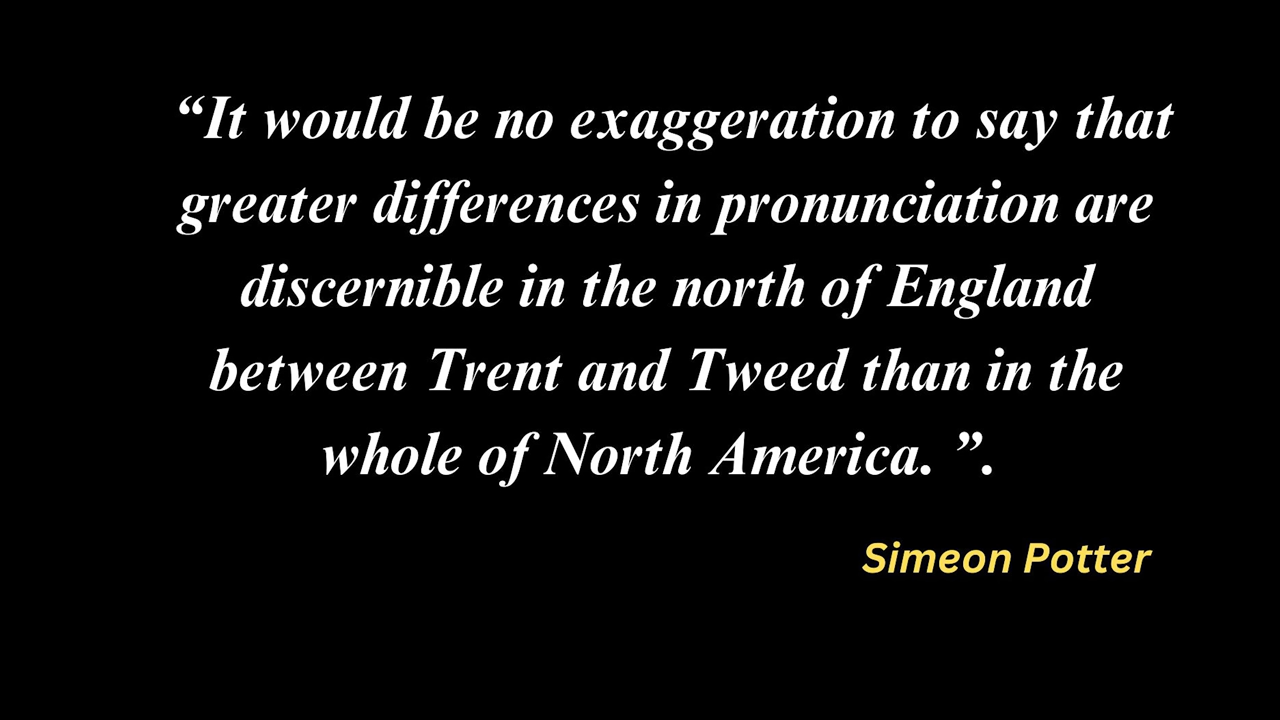 “It would be no exaggeration to say that
greater differences in pronunciation are
discernible in the north of England
between Trent and Tweed than in the
whole of North America. ”.
Simeon Potter